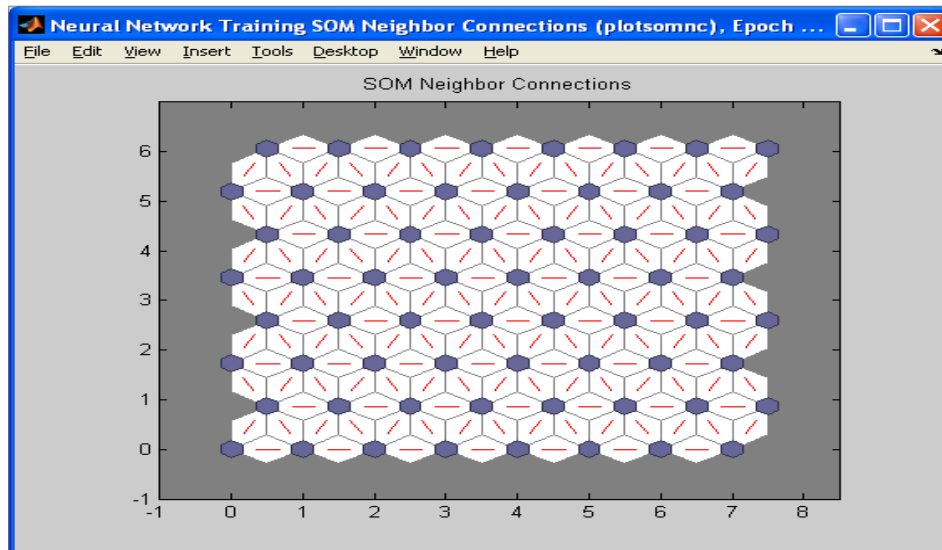 Neural Network Training SOM Neighbor Connections (plotsomnc), Epoch ...
File Edit View Insert Tools Desktop Window Help
SOM Neighbor Connections
6
5
4
3
2
1
0
-1
-1 0 1 2 3 4 5 6 7 8